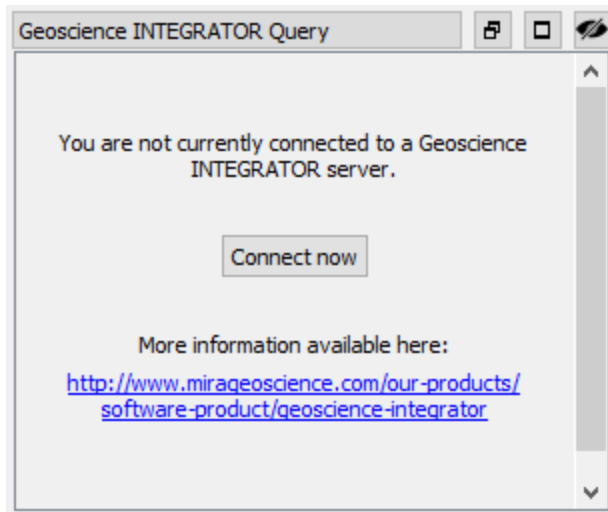 Geoscience INTEGRATOR Query
You are not currently connected to a Geoscience
INTEGRATOR server.
Connect now
More information available here:
http://www.mirageoscience.com/our-products/
software-product/geoscience-integrator